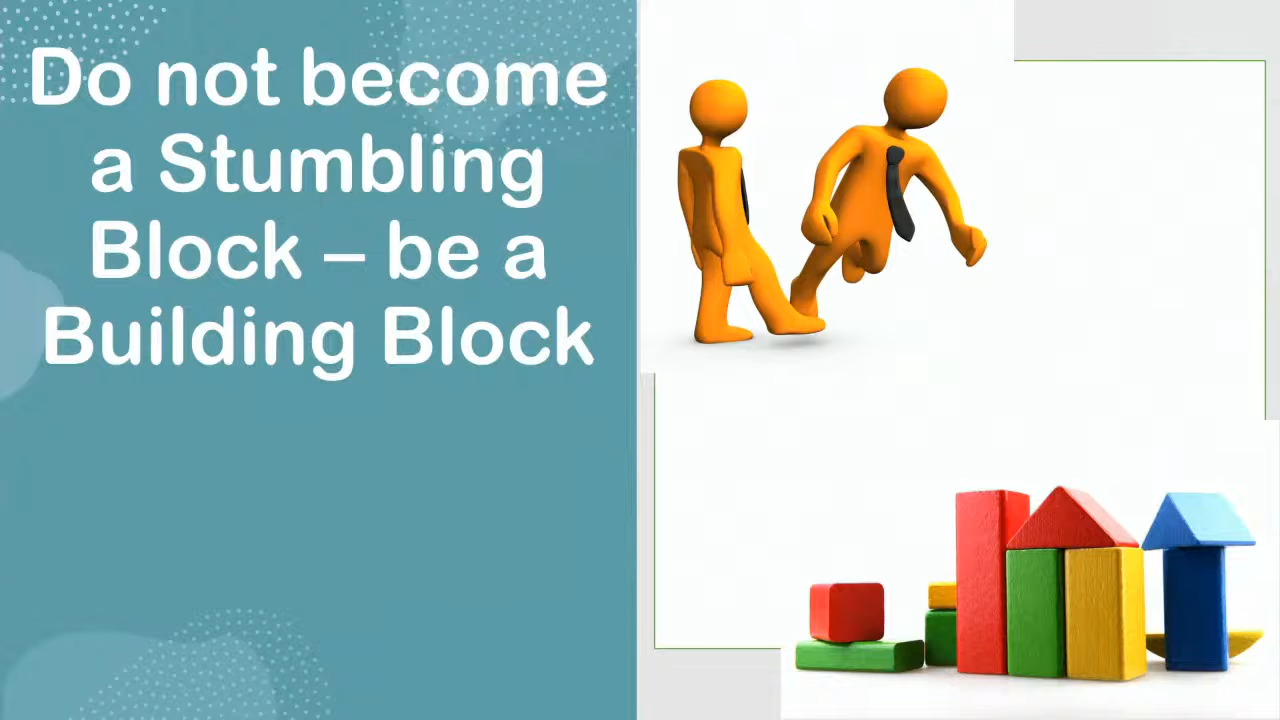 Do not become
a Stumbling
Block – be a
Building Block